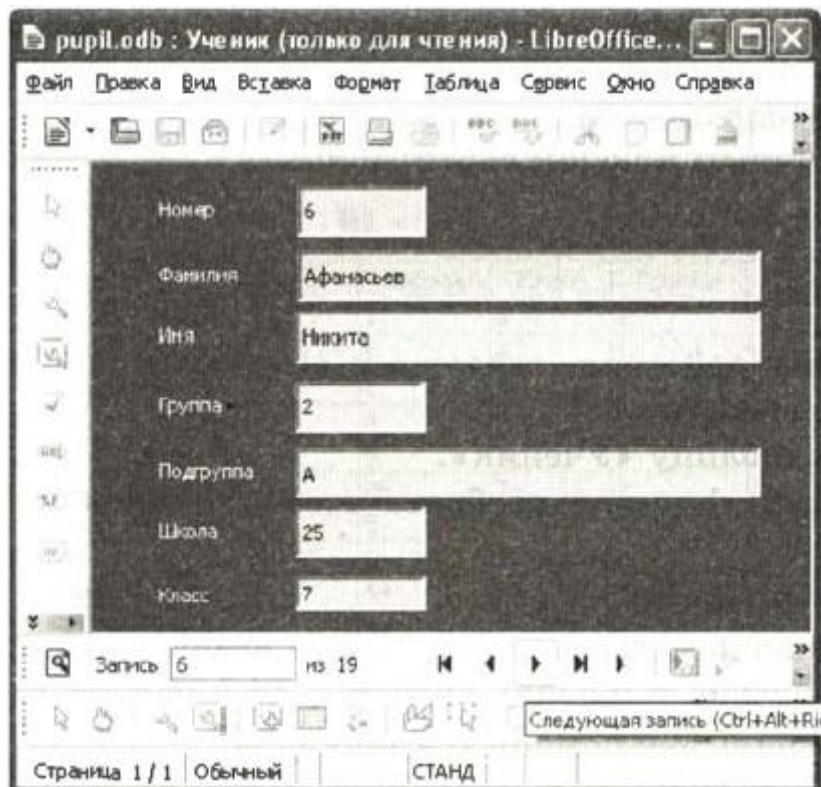 pupil.odb : Ученик (только для чтения) - LibreOffice...
Файл Правка Вид Вставка Формат Таблица Сервис Окно Справка
Номер 6
Фамилия Афанасьев
Имя Никита
Группа 2
Подгруппа А
Школа 25
Класс 7
Запись 6 из 19
Следующая запись (Ctrl+Alt+Ri
Страница 1 / 1 Обычный СТАНД